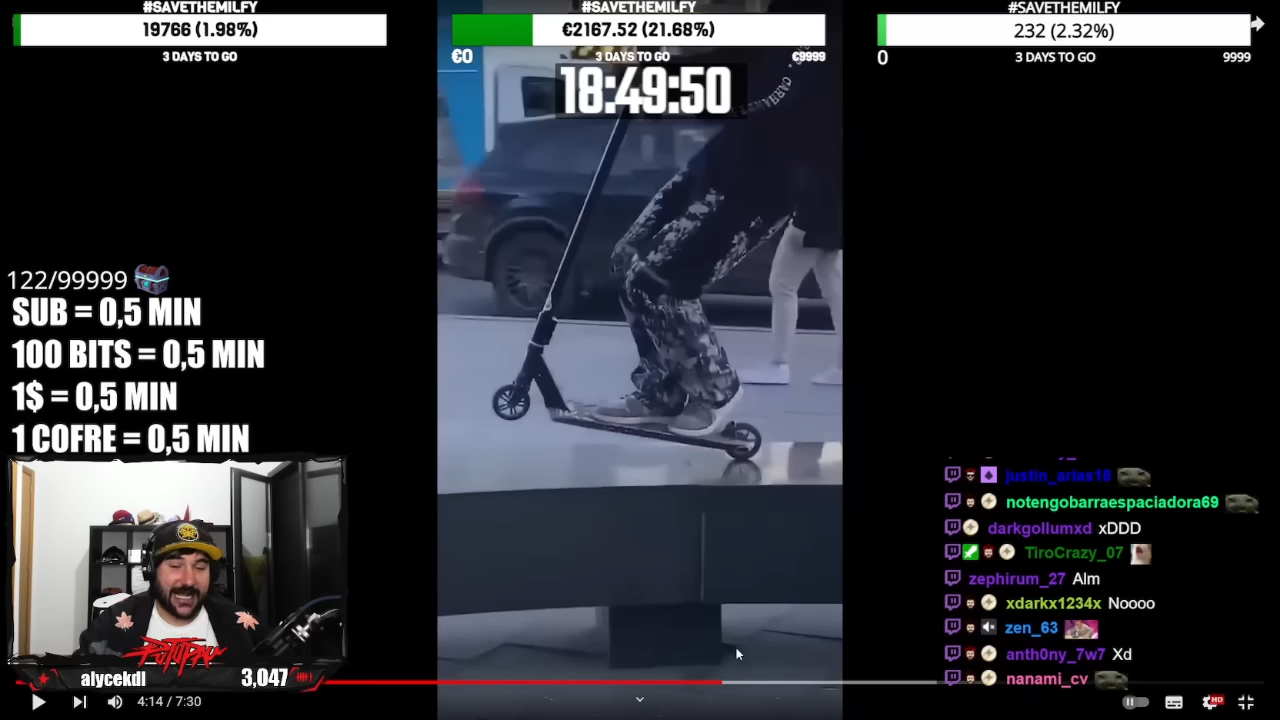 #SAVETHEMILFY
19766 (1.98%)
3 DAYS TO GO
#SAVETHEMILFY
€2167.52 (21.68%)
€0
3 DAYS TO GO
€9999
18:49:50
#SAVETHEMILFY
232 (2.32%)
0
3 DAYS TO GO
9999
122/99999
SUB = 0,5 MIN
100 BITS = 0,5 MIN
1$ = 0,5 MIN
1 COFRE = 0,5 MIN
justin_arias18
notengobarraespaciadora69
darkgollumxd xDDD
TiroCrazy_07
zephirum_27 Alm
xdarkx1234x Noooo
zen_63
anth0ny_7w7 Xd
nanami_cv
PUTUPAU
alycekdl
3,047
4:14 / 7:30
HD